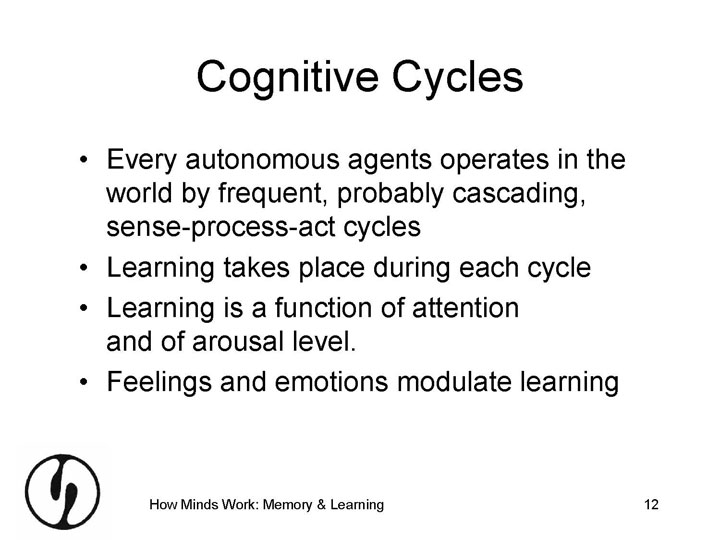 Cognitive Cycles
• Every autonomous agents operates in the
world by frequent, probably cascading,
sense-process-act cycles
• Learning takes place during each cycle
• Learning is a function of attention
and of arousal level.
• Feelings and emotions modulate learning
How Minds Work: Memory & Learning
12